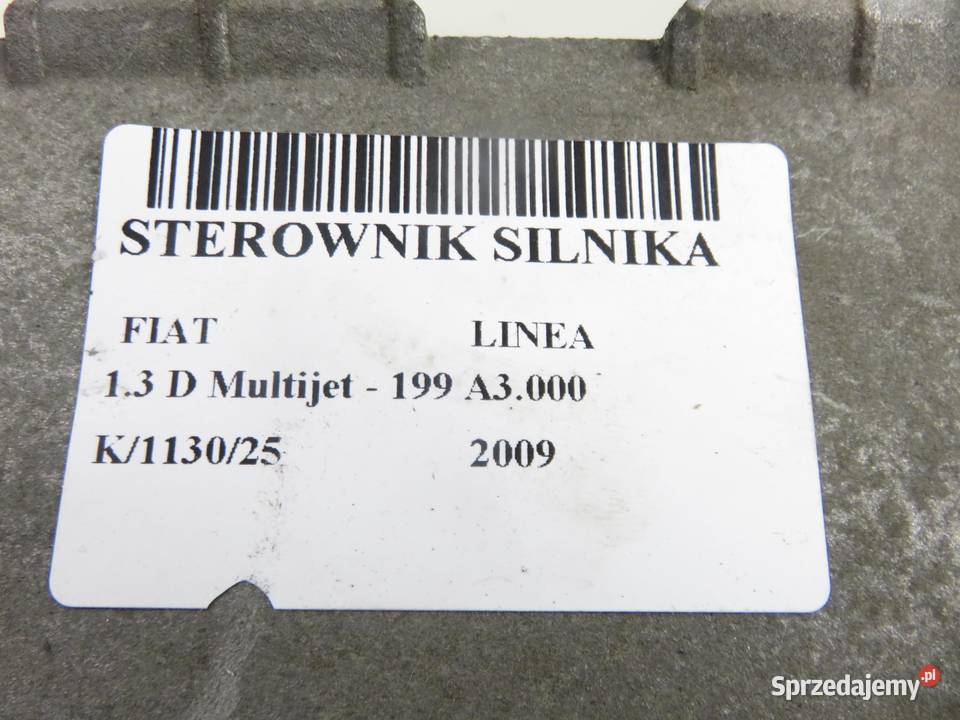 STEROWNIK SILNIKA
FIAT LINEA
1.3 D Multijet - 199 A3.000
K/1130/25 2009
Sprzedajemy.pl